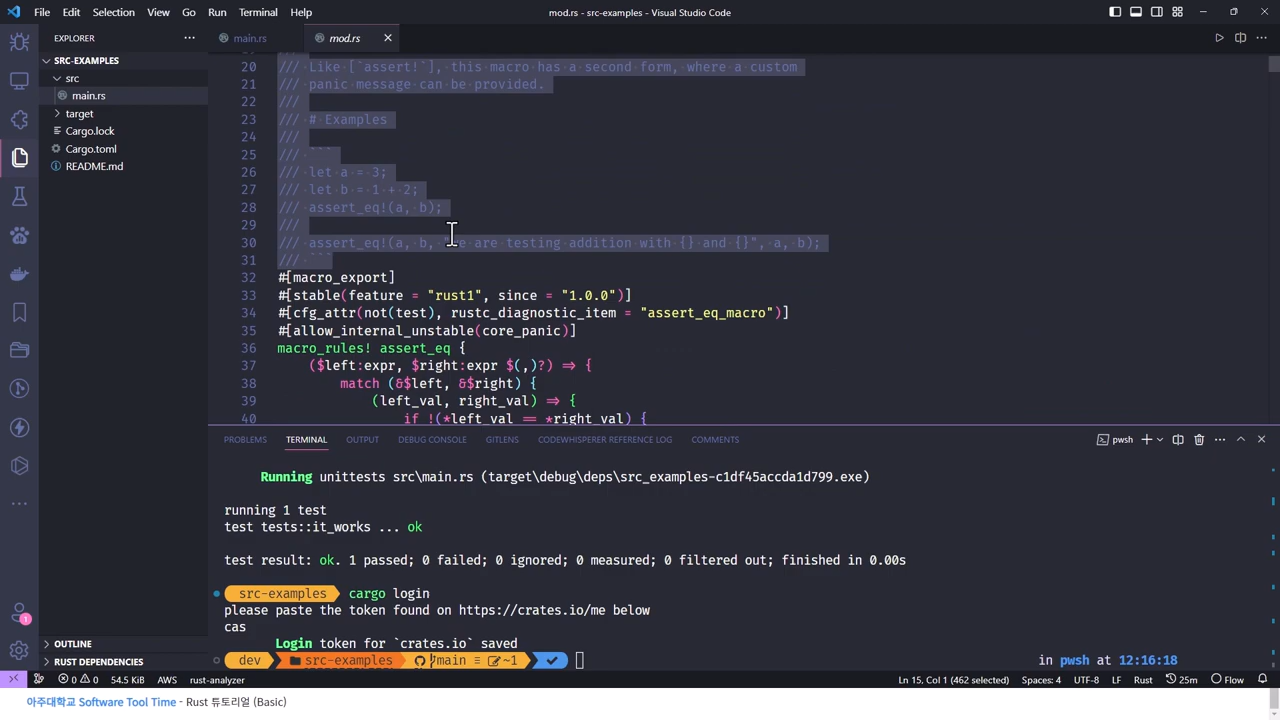 File Edit Selection View Go Run Terminal Help
mod.rs - src-examples - Visual Studio Code
EXPLORER
main.rs
mod.rs
SRC-EXAMPLES
src
main.rs
target
Cargo.lock
Cargo.toml
README.md
OUTLINE
RUST DEPENDENCIES
20 /// Like [`assert!`], this macro has a second form, where a custom
21 /// panic message can be provided.
22 ///
23 /// # Examples
24 ///
25 /// ```
26 /// let a = 3;
27 /// let b = 1 + 2;
28 /// assert_eq!(a, b);
29 ///
30 /// assert_eq!(a, b, "we are testing addition with {} and {}", a, b);
31 /// ```
32 #[macro_export]
33 #[stable(feature = "rust1", since = "1.0.0")]
34 #[cfg_attr(not(test), rustc_diagnostic_item = "assert_eq_macro")]
35 #[allow_internal_unstable(core_panic)]
36 macro_rules! assert_eq {
37 ($left:expr, $right:expr $(,)?) => {
38 match (&$left, &$right) {
39 (left_val, right_val) => {
40 if !(*left_val == *right_val) {
PROBLEMS TERMINAL OUTPUT DEBUG CONSOLE GITLENS CODEWHISPERER REFERENCE LOG COMMENTS
pwsh
Running unittests src\main.rs (target\debug\deps\src_examples-c1df45accda1d799.exe)
running 1 test
test tests::it_works ... ok
test result: ok. 1 passed; 0 failed; 0 ignored; 0 measured; 0 filtered out; finished in 0.00s
src-examples cargo login
please paste the token found on https://crates.io/me below
cas
Login token for `crates.io` saved
dev src-examples main ≡ ~1
in pwsh at 12:16:18
0 0 54.5 KiB AWS rust-analyzer
Ln 15, Col 1 (462 selected) Spaces: 4 UTF-8 LF Rust 25m Flow
1
아주대학교 Software Tool Time - Rust 튜토리얼 (Basic)